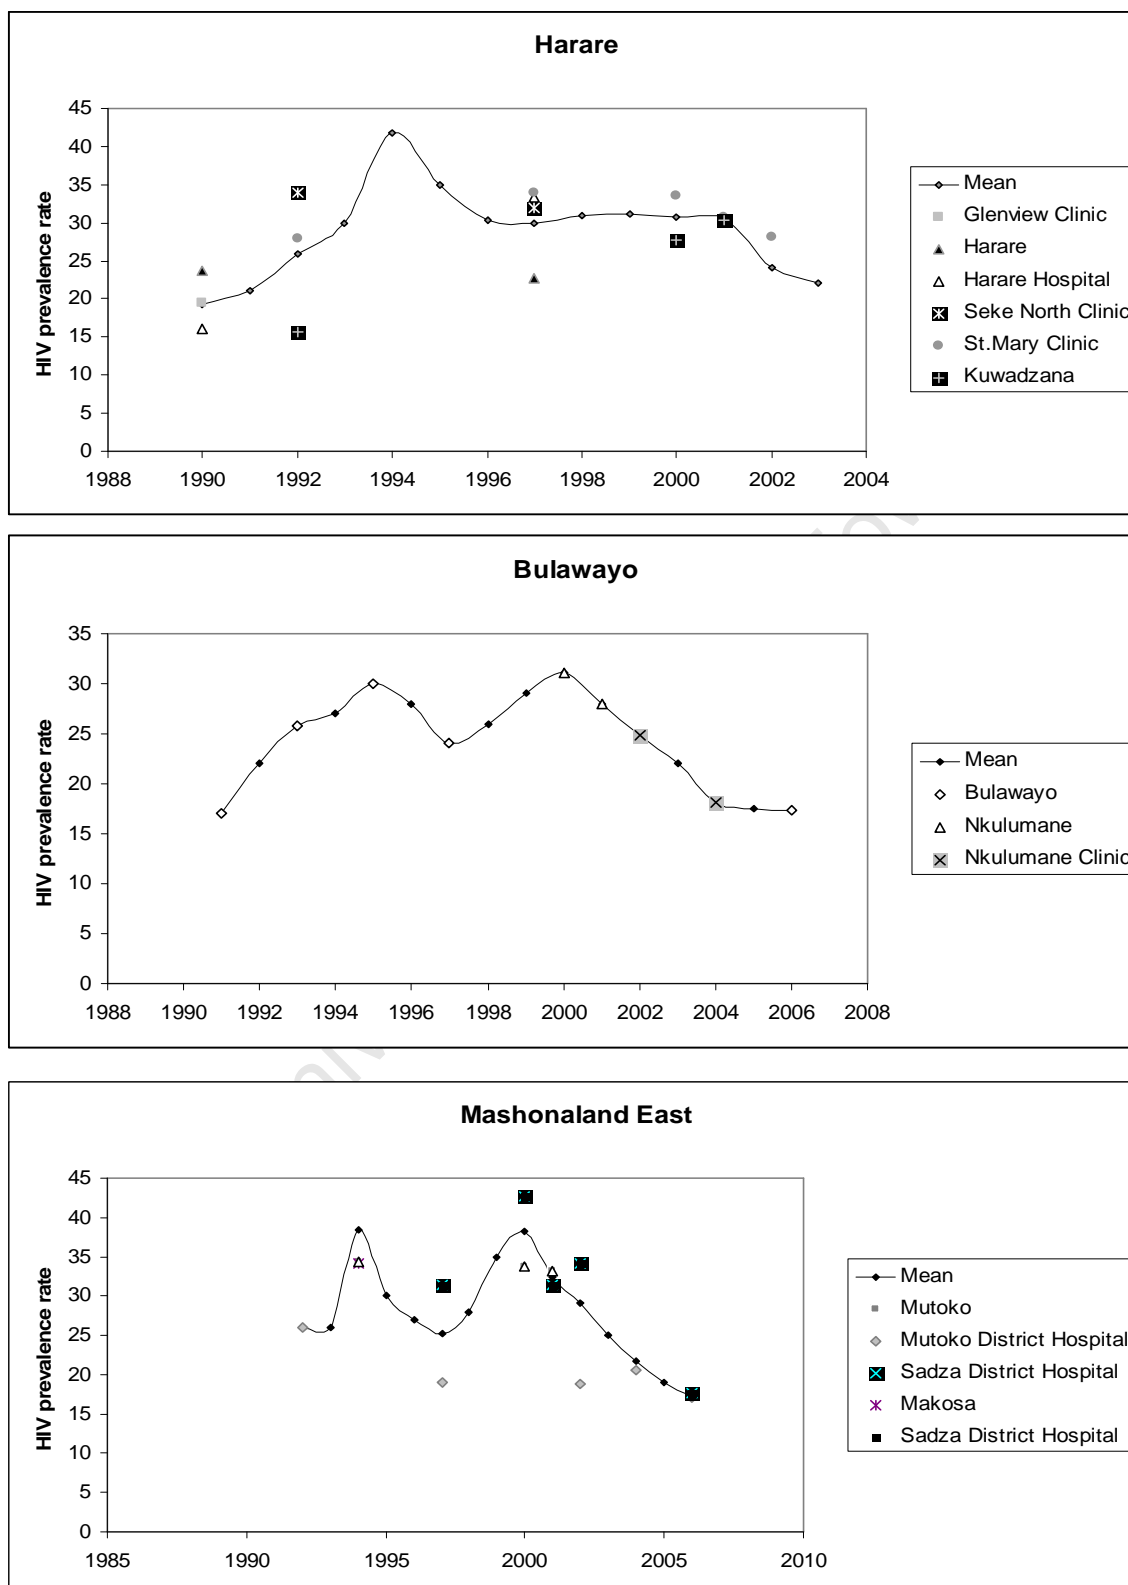 Harare
HIV prevalence rate
45
40
35
30
25
20
15
10
5
0
1988 1990 1992 1994 1996 1998 2000 2002 2004
Mean
Glenview Clinic
Harare
Harare Hospital
Seke North Clinic
St.Mary Clinic
Kuwadzana
Bulawayo
HIV prevalence rate
35
30
25
20
15
10
5
0
1988 1990 1992 1994 1996 1998 2000 2002 2004 2006 2008
Mean
Bulawayo
Nkulumane
Nkulumane Clinic
Mashonaland East
HIV prevalence rate
45
40
35
30
25
20
15
10
5
0
1985 1990 1995 2000 2005 2010
Mean
Mutoko
Mutoko District Hospital
Sadza District Hospital
Makosa
Sadza District Hospital